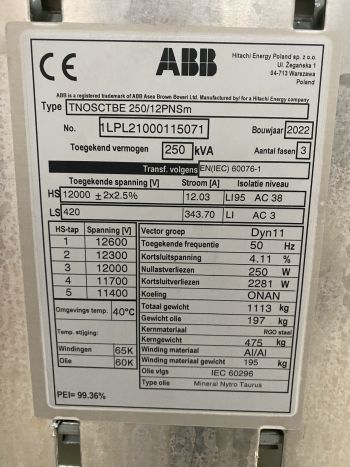 CE ABB Hitachi Energy Poland sp. z o.o.
Ul. Żegańska 1
04-713 Warszawa
Poland
ABB is a registered trademark of ABB Asea Brown Boweri Ltd. Manufactured by/ for a Hitachi Energy company
Type TNOSCTBE 250/12PNSm
No. 1LPL21000115071 Bouwjaar 2022
Toegekend vermogen 250 kVA Aantal fasen 3
Transf. volgens EN(IEC) 60076-1
Toegekende spanning [V] Stroom [A] Isolatie niveau
HS 12000 ±2x2.5% 12.03 LI95 AC 38
LS 420 343.70 LI AC 3
HS-tap Spanning [V]
1 12600
2 12300
3 12000
4 11700
5 11400
Omgevings temp. 40°C
Temp. stijging:
Windingen 65K
Olie 60K
PEI= 99.36%
Vector groep Dyn11
Toegekende frequentie 50 Hz
Kortsluitspanning 4.11 %
Nullastverliezen 250 W
Kortsluitverliezen 2281 W
Koeling ONAN
Totaal gewicht 1113 kg
Gewicht olie 197 kg
Kernmateriaal RGO staal
Kerngewicht 475 kg
Winding materiaal Al/Al
Winding materiaal gewicht 195 kg
Olie vlgs IEC 60296
Type olie Mineral Nytro Taurus